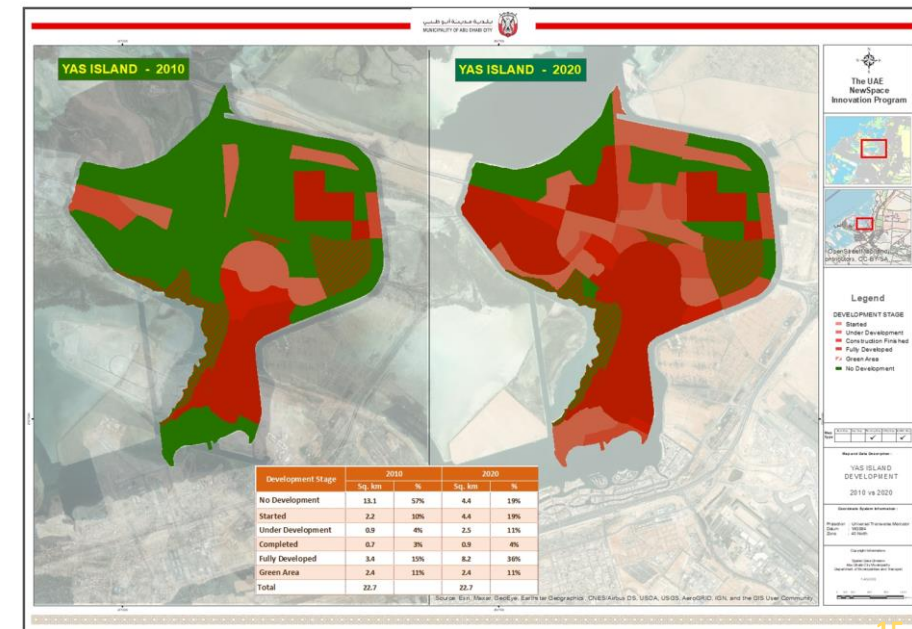 بلدية مدينة أبوظبي
MUNICIPALITY OF ABU DHABI CITY
YAS ISLAND - 2010
YAS ISLAND - 2020
The UAE
NewSpace
Innovation Program
Legend
DEVELOPMENT STAGE
Started
Under Development
Construction Finished
Fully Developed
Green Area
No Development
YAS ISLAND
DEVELOPMENT
2010 vs 2020
Development Stage 2010 2020
Sq. km % Sq. km %
No Development 13.1 57% 4.4 19%
Started 2.2 10% 4.4 19%
Under Development 0.9 4% 2.5 11%
Completed 0.7 3% 0.9 4%
Fully Developed 3.4 15% 8.2 36%
Green Area 2.4 11% 2.4 11%
Total 22.7 22.7
Source: Esri, Maxar, GeoEye, Earthstar Geographics, CNES/Airbus DS, USDA, USGS, AeroGRID, IGN, and the GIS User Community
15